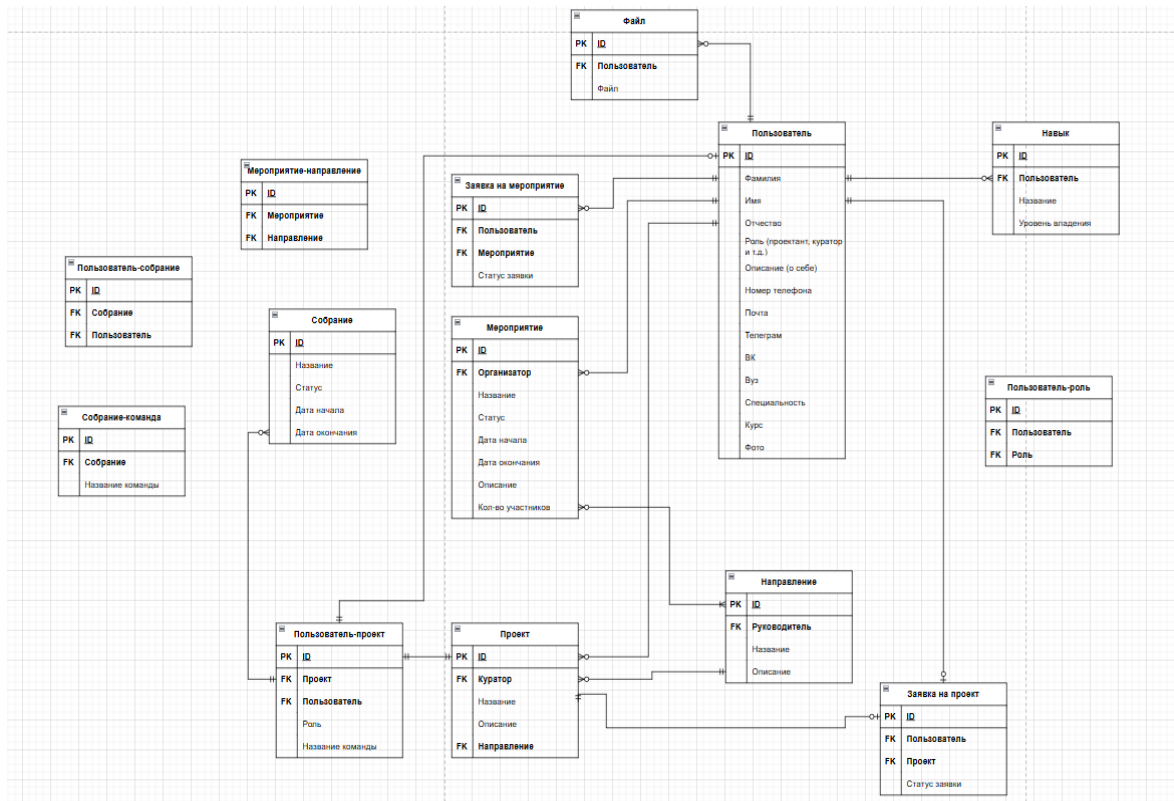 Файл
PK ID
FK Пользователь
Файл
Пользователь
PK ID
Фамилия
Имя
Отчество
Роль (проектант, куратор
и т.д.)
Описание (о себе)
Номер телефона
Почта
Телеграм
ВК
Вуз
Специальность
Курс
Фото
Навык
PK ID
FK Пользователь
Название
Уровень владения
Мероприятие-направление
PK ID
FK Мероприятие
FK Направление
Заявка на мероприятие
PK ID
FK Пользователь
FK Мероприятие
Статус заявки
Пользователь-собрание
PK ID
FK Собрание
FK Пользователь
Собрание
PK ID
Название
Статус
Дата начала
Дата окончания
Мероприятие
PK ID
FK Организатор
Название
Статус
Дата начала
Дата окончания
Описание
Кол-во участников
Пользователь-роль
PK ID
FK Пользователь
FK Роль
Собрание-команда
PK ID
FK Собрание
Название команды
Направление
PK ID
FK Руководитель
Название
Описание
Пользователь-проект
PK ID
FK Проект
FK Пользователь
Роль
Название команды
Проект
PK ID
FK Куратор
Название
Описание
FK Направление
Заявка на проект
PK ID
FK Пользователь
FK Проект
Статус заявки